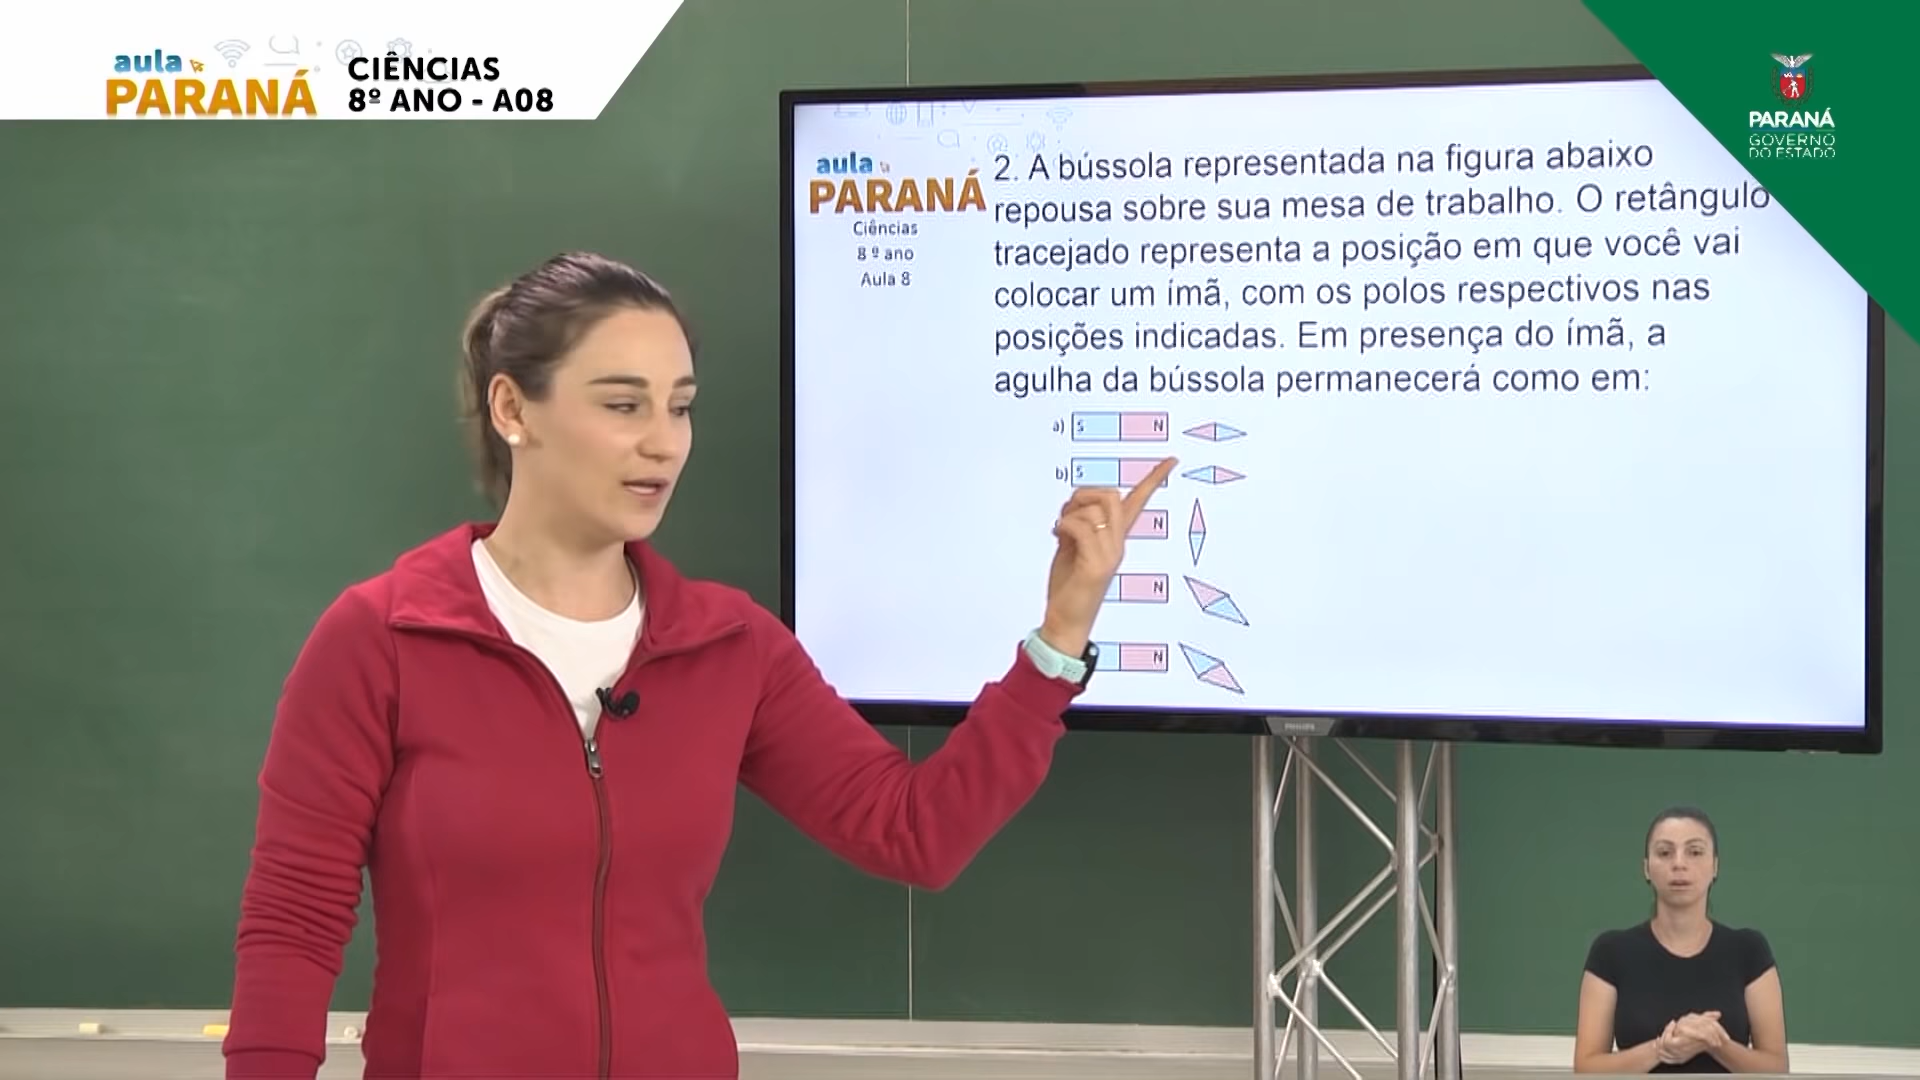 aula
PARANÁ
CIÊNCIAS
8º ANO - A08
PARANÁ
GOVERNO
DO ESTADO
aula
PARANÁ
Ciências
8 º ano
Aula 8
2. A bússola representada na figura abaixo
repousa sobre sua mesa de trabalho. O retângulo
tracejado representa a posição em que você vai
colocar um ímã, com os polos respectivos nas
posições indicadas. Em presença do ímã, a
agulha da bússola permanecerá como em:
a) S N
b) S
N
N
N
PHILIPS